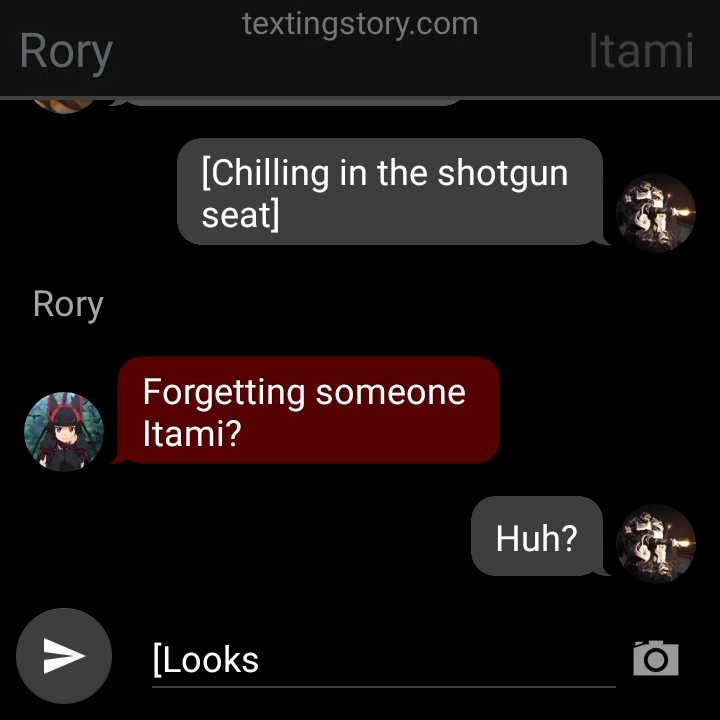 textingstory.com
Rory
Itami
[Chilling in the shotgun
seat]
Rory
Forgetting someone
Itami?
Huh?
[Looks